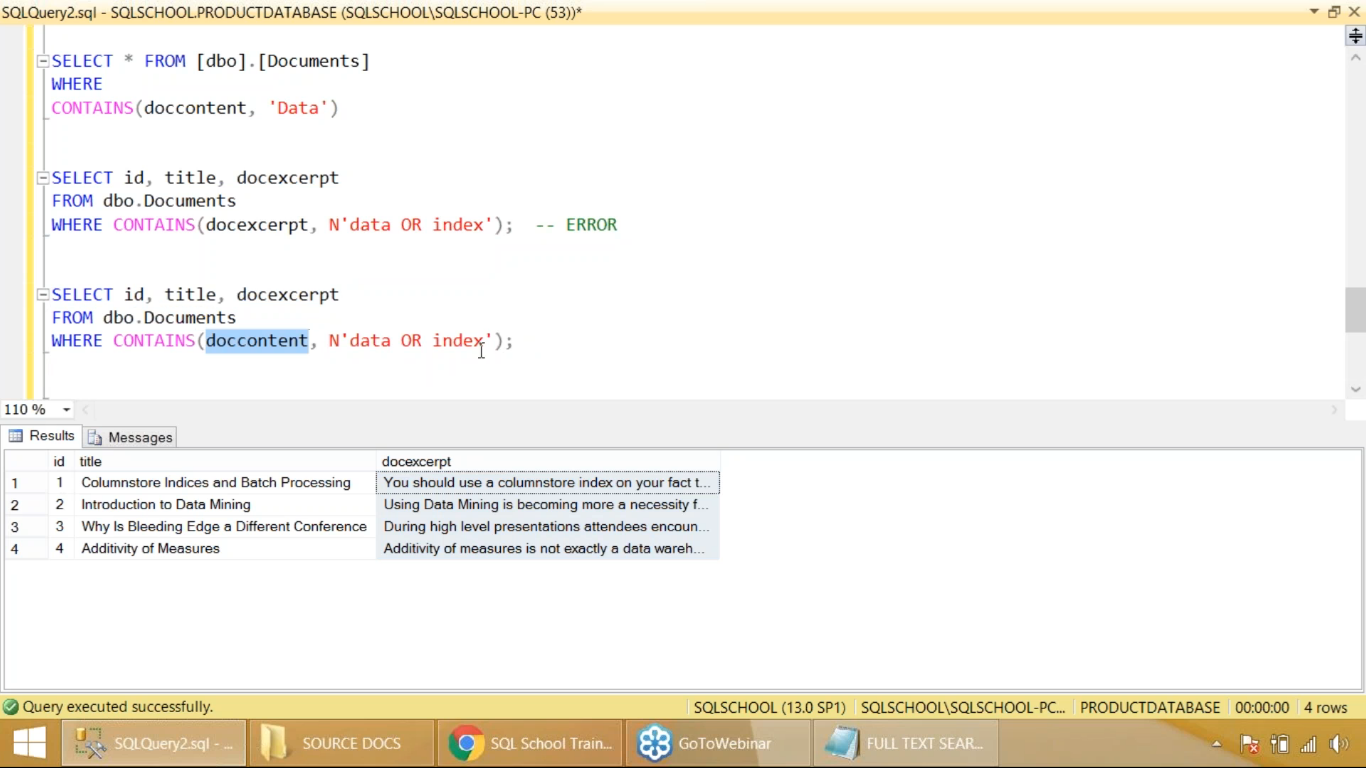 SQLQuery2.sql - SQLSCHOOL.PRODUCTDATABASE (SQLSCHOOL\SQLSCHOOL-PC (53))*
SELECT * FROM [dbo].[Documents]
WHERE
CONTAINS(doccontent, 'Data')
SELECT id, title, docexcerpt
FROM dbo.Documents
WHERE CONTAINS(docexcerpt, N'data OR index');  -- ERROR
SELECT id, title, docexcerpt
FROM dbo.Documents
WHERE CONTAINS(doccontent, N'data OR index');
110 %
Results Messages
id title docexcerpt
1 1 Columnstore Indices and Batch Processing You should use a columnstore index on your fact t...
2 2 Introduction to Data Mining Using Data Mining is becoming more a necessity f...
3 3 Why Is Bleeding Edge a Different Conference During high level presentations attendees encoun...
4 4 Additivity of Measures Additivity of measures is not exactly a data wareh...
Query executed successfully. SQLSCHOOL (13.0 SP1) SQLSCHOOL\SQLSCHOOL-PC... PRODUCTDATABASE 00:00:00 4 rows
SQLQuery2.sql - ... SOURCE DOCS SQL School Train... GoToWebinar FULL TEXT SEAR...